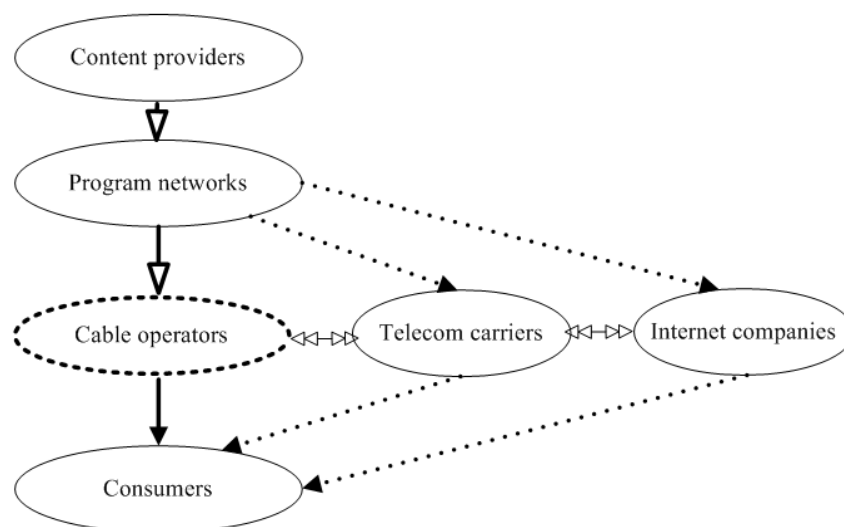 Content providers
Program networks
Cable operators
Telecom carriers
Internet companies
Consumers